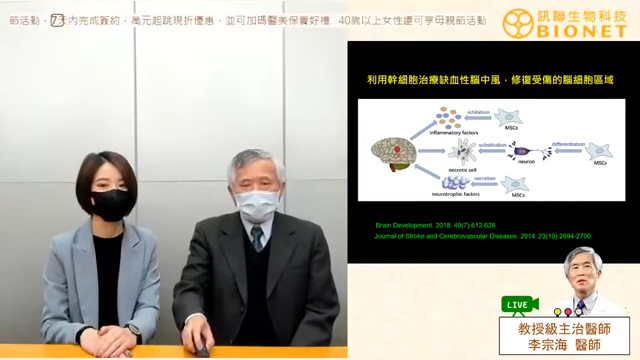 節活動，7天內完成簽約，萬元起跳現折優惠，並可加碼醫美保養好禮 40歲以上女性還可享母親節活動
訊聯生物科技
BIONET
利用幹細胞治療缺血性腦中風，修復受傷的腦細胞區域
inhibition
MSCs
inflammatory factors
substitution
differentiation
necrotic cell
neuron
MSCs
secretion
MSCs
neurotrophic factors
Brain Development. 2018. 40(7):612-626.
Journal of Stroke and Cerebrovascular Diseases. 2014. 23(10):2694-2700.
LIVE
教授級主治醫師
李宗海 醫師